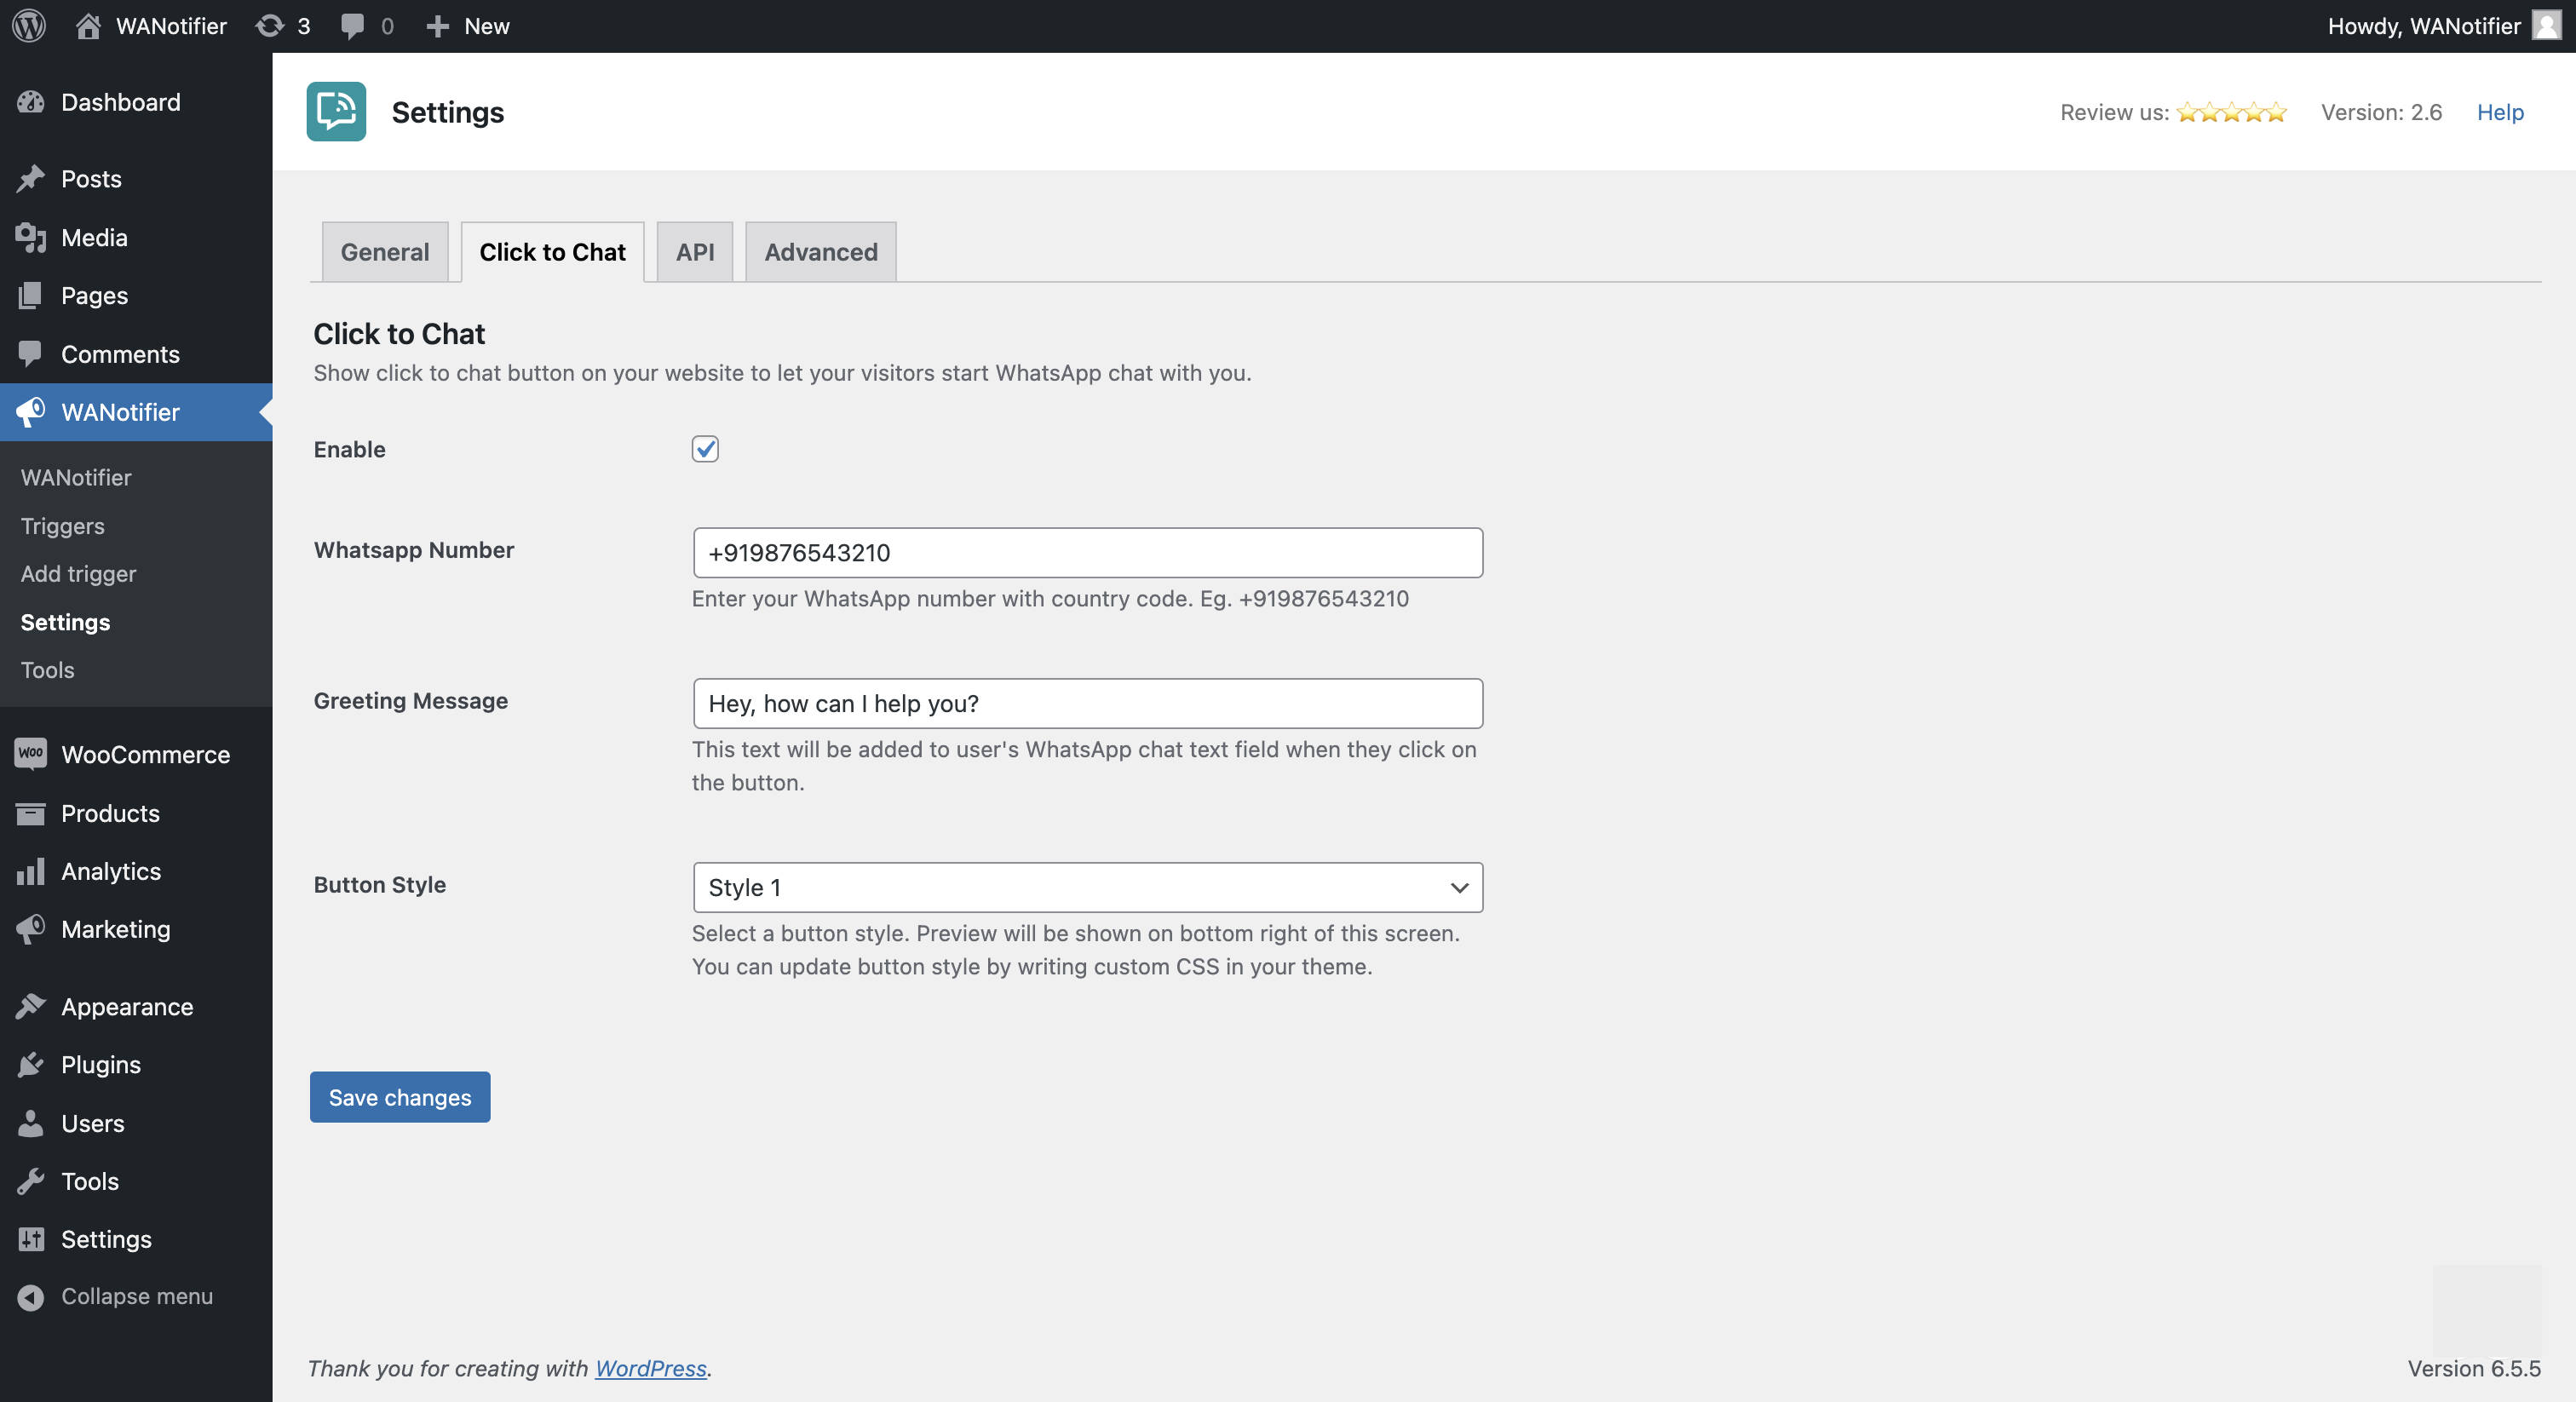 WANotifier 3 0 New Howdy, WANotifier
Dashboard
Posts
Media
Pages
Comments
WANotifier
WANotifier
Triggers
Add trigger
Settings
Tools
WOO WooCommerce
Products
Analytics
Marketing
Appearance
Plugins
Users
Tools
Settings
Collapse menu
Settings Review us: Version: 2.6 Help
General Click to Chat API Advanced
Click to Chat
Show click to chat button on your website to let your visitors start WhatsApp chat with you.
Enable
Whatsapp Number +919876543210
Enter your WhatsApp number with country code. Eg. +919876543210
Greeting Message Hey, how can I help you?
This text will be added to user's WhatsApp chat text field when they click on
the button.
Button Style Style 1
Select a button style. Preview will be shown on bottom right of this screen.
You can update button style by writing custom CSS in your theme.
Save changes
Thank you for creating with WordPress. Version 6.5.5